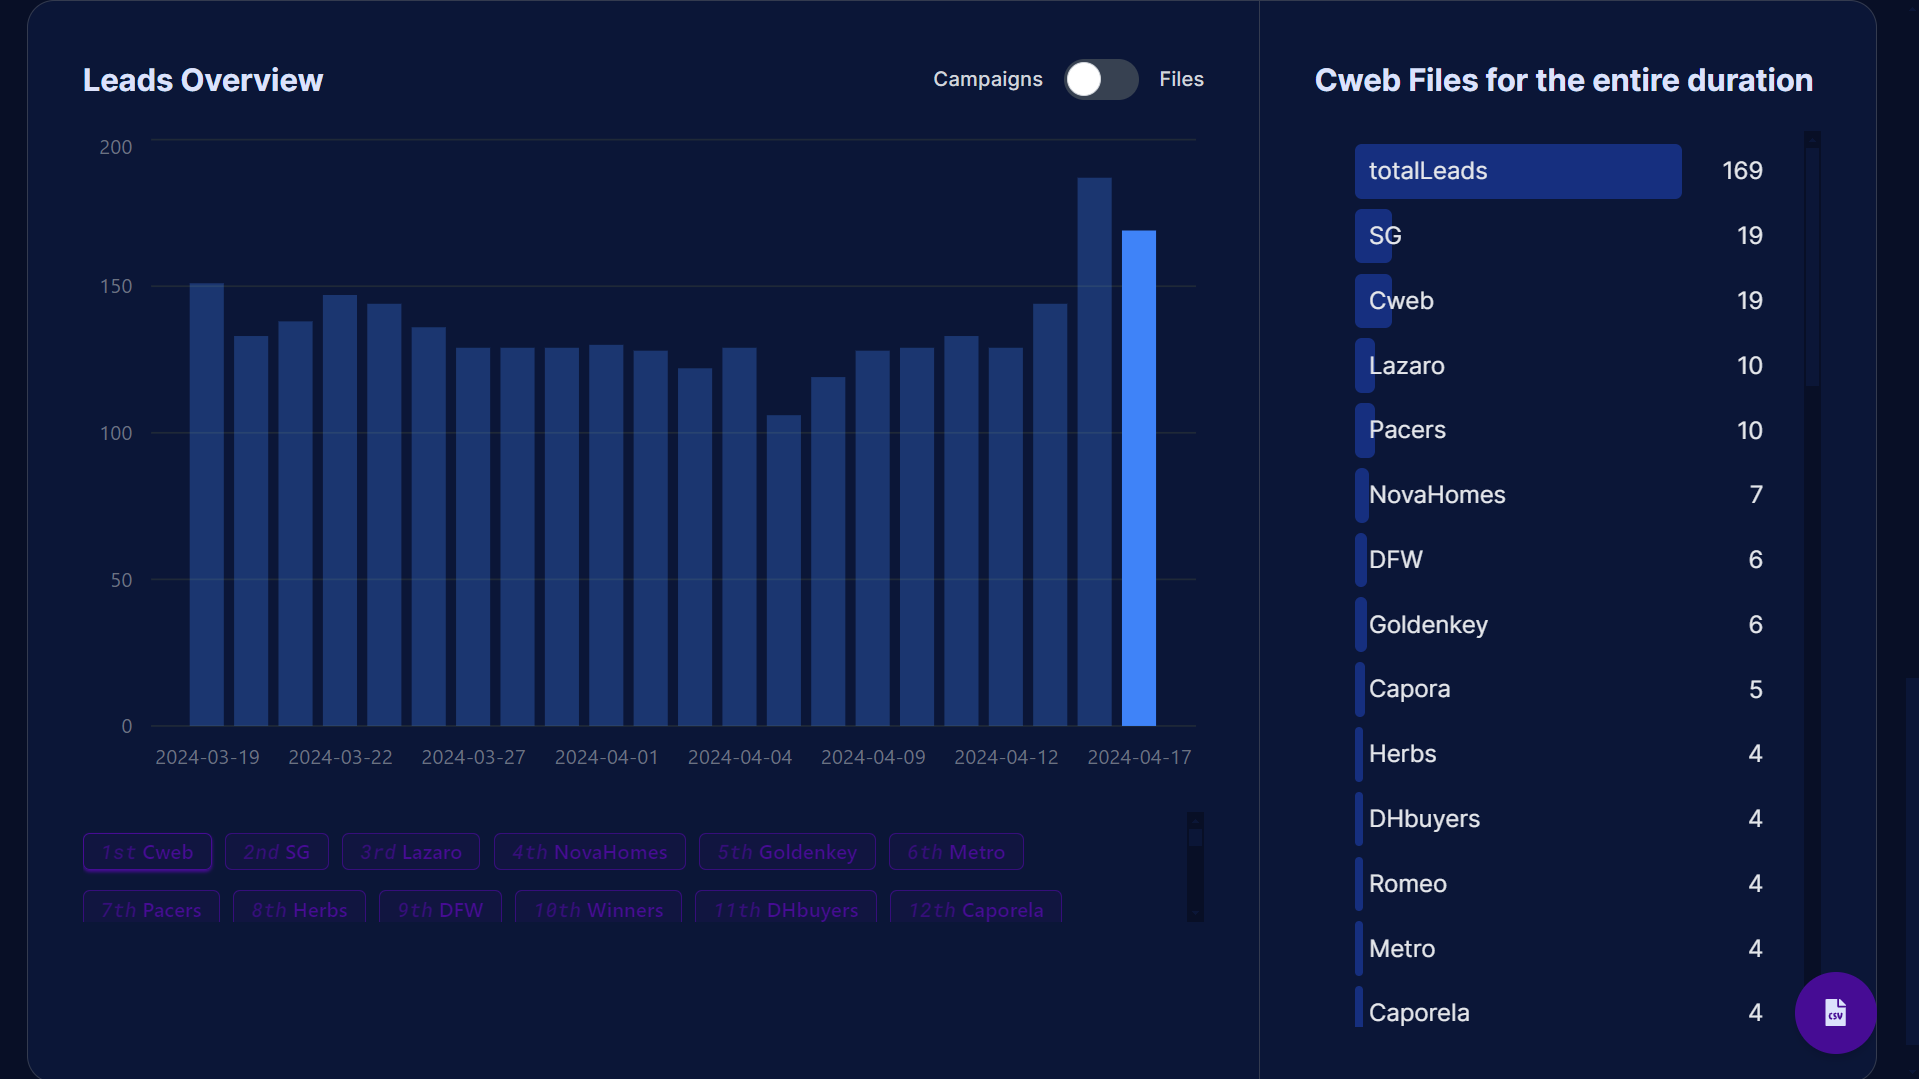 Leads Overview
Campaigns
Files
200
150
100
50
0
2024-03-19 2024-03-22 2024-03-27 2024-04-01 2024-04-04 2024-04-09 2024-04-12 2024-04-17
1st Cweb 2nd SG 3rd Lazaro 4th NovaHomes 5th Goldenkey 6th Metro
7th Pacers 8th Herbs 9th DFW 10th Winners 11th DHbuyers 12th Caporela
Cweb Files for the entire duration
totalLeads 169
SG 19
Cweb 19
Lazaro 10
Pacers 10
NovaHomes 7
DFW 6
Goldenkey 6
Capora 5
Herbs 4
DHbuyers 4
Romeo 4
Metro 4
Caporela 4
CSV